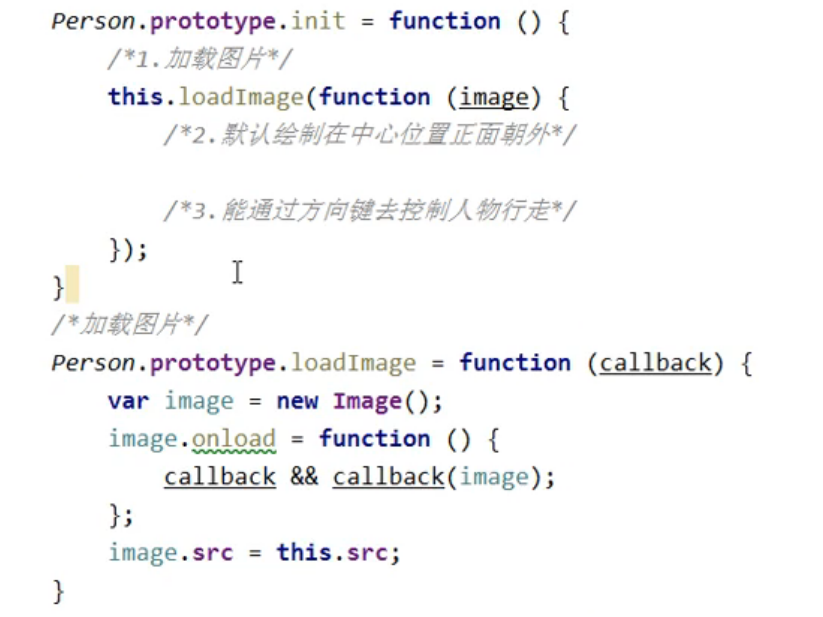 Person.prototype.init = function () {
/*1.加载图片*/
this.loadImage(function (image) {
/*2.默认绘制在中心位置正面朝外*/
/*3.能通过方向键去控制人物行走*/
});
}
/*加载图片*/
Person.prototype.loadImage = function (callback) {
var image = new Image();
image.onload = function () {
callback && callback(image);
};
image.src = this.src;
}